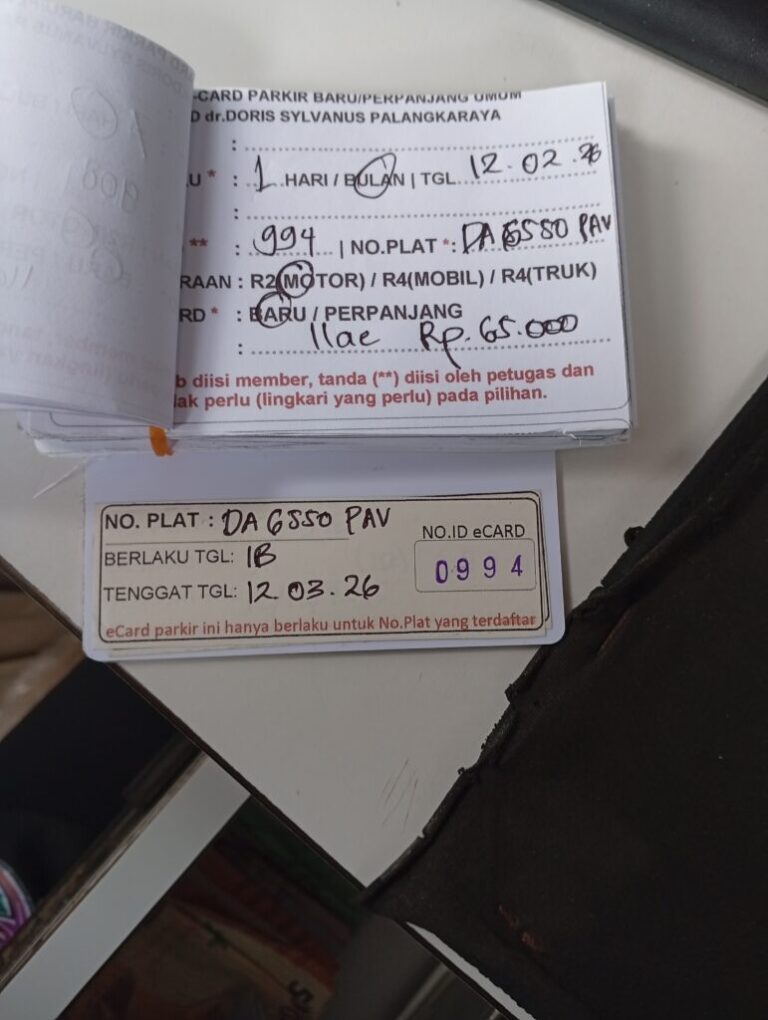 -CARD PARKIR BARU/PERPANJANG UMUM
D dr.DORIS SYLVANUS PALANGKARAYA
:
U * : 1 HARI / BULAN | TGL 12.02.26
:
** : 994 | NO.PLAT *: DA 6550 PAV
RAAN : R2(MOTOR) / R4(MOBIL) / R4(TRUK)
RD * : BARU / PERPANJANG
: Rp. 65.000
b diisi member, tanda (**) diisi oleh petugas dan
ak perlu (lingkari yang perlu) pada pilihan.
NO. PLAT : DA 6550 PAV
NO.ID eCARD
BERLAKU TGL: 1B
0994
TENGGAT TGL: 12.03.26
eCard parkir ini hanya berlaku untuk No.Plat yang terdaftar